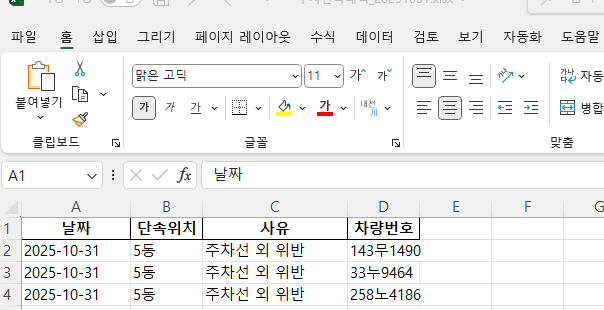 파일 홈 삽입 그리기 페이지 레이아웃 수식 데이터 검토 보기 자동화 도움말
맑은 고딕 11 가 가 가나다 자동
붙여넣기 가 가 가 가 내천 병합
클립보드 글꼴 맞춤
A1 fx 날짜
A B C D E F G
1 날짜 단속위치 사유 차량번호
2 2025-10-31 5동 주차선 외 위반 143무1490
3 2025-10-31 5동 주차선 외 위반 33누9464
4 2025-10-31 5동 주차선 외 위반 258노4186